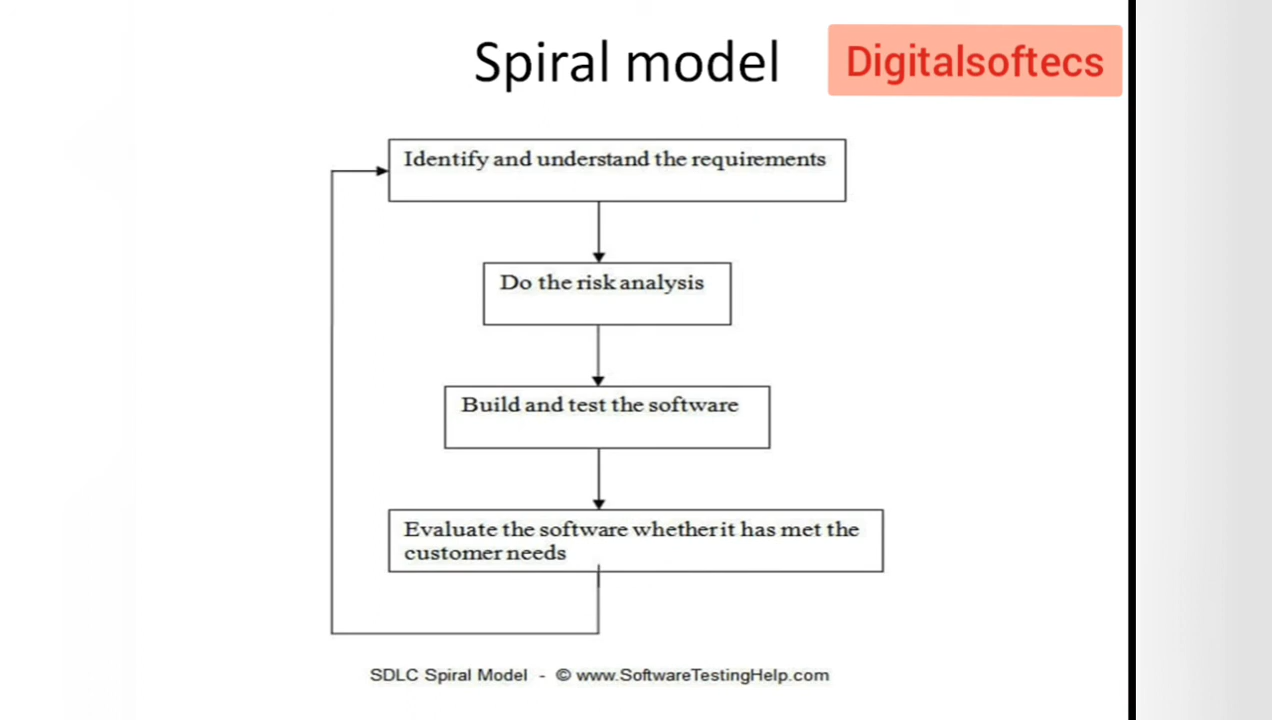 Spiral model
Digitalsoftecs
Identify and understand the requirements
Do the risk analysis
Build and test the software
Evaluate the software whether it has met the
customer needs
SDLC Spiral Model - © www.SoftwareTestingHelp.com